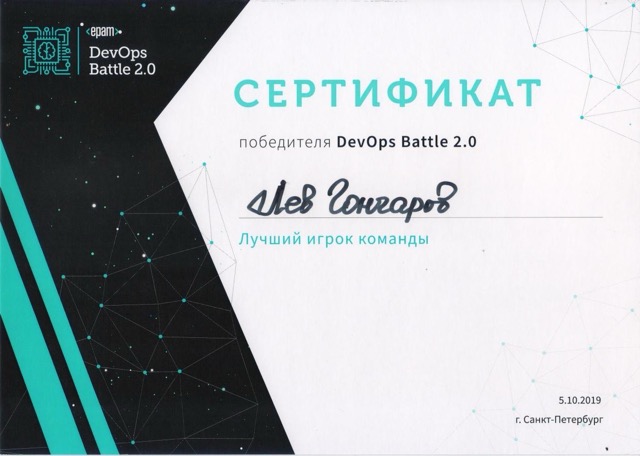 <epam>
DevOps
Battle 2.0
СЕРТИФИКАТ
победителя DevOps Battle 2.0
Лев Гончаров
Лучший игрок команды
<epam>
5.10.2019
г. Санкт-Петербург